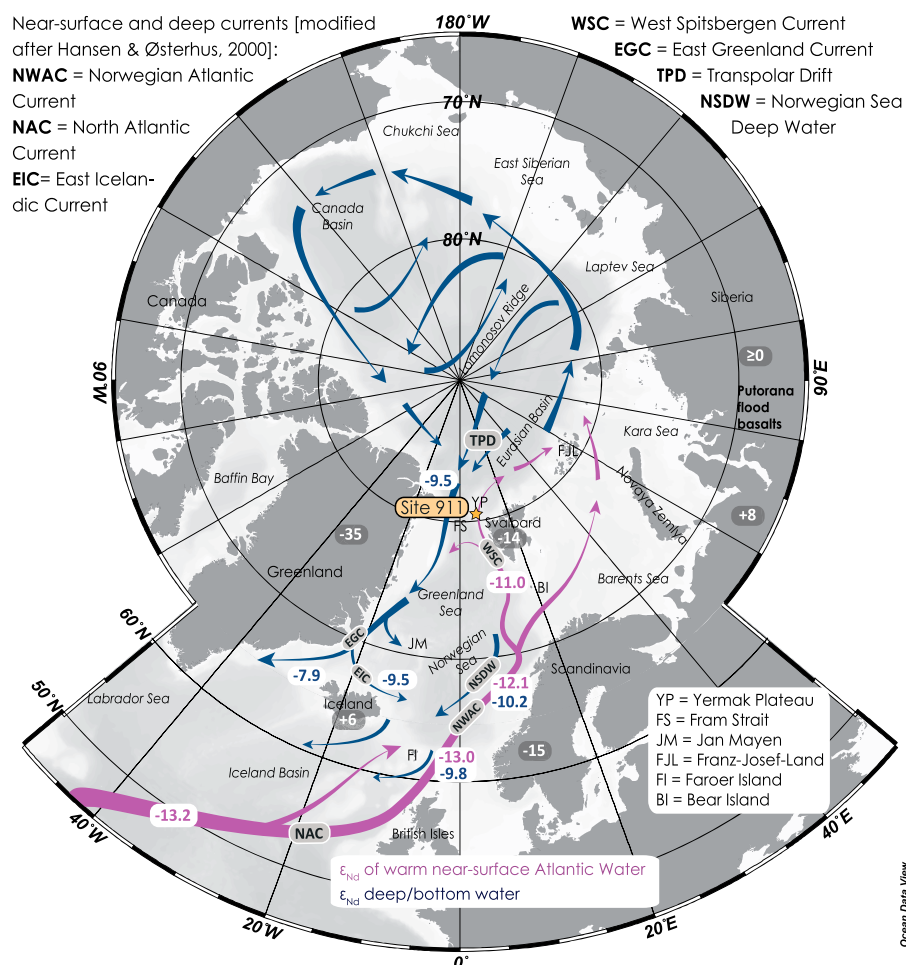 Near-surface and deep currents [modified
after Hansen & Østerhus, 2000]:
NWAC = Norwegian Atlantic
Current
NAC = North Atlantic
Current
EIC= East Icelan-
dic Current
WSC = West Spitsbergen Current
EGC = East Greenland Current
TPD = Transpolar Drift
NSDW = Norwegian Sea
Deep Water
180°W
70°N
Chukchi Sea
East Siberian
Sea
Canada
Basin
80°N
Laptev Sea
Canada
Siberia
Lomonosov Ridge
≥0
90°W
90°E
Putorana
flood
basalts
Eurasian Basin
TPD
Kara Sea
FJL
Baffin Bay
-9.5
YP
Site 911
Novaya Zemlya
+8
FS
Svalbard
-35
-14
WSC
Greenland
-11.0
BI
Barents Sea
Greenland
Sea
60°N
EGC
JM
Norwegian
Sea
Scandinavia
-7.9
EIC
-9.5
NSDW
-12.1
-10.2
50°N
Labrador Sea
Iceland
+6
NWAC
YP = Yermak Plateau
FS = Fram Strait
JM = Jan Mayen
FJL = Franz-Josef-Land
FI = Faroer Island
BI = Bear Island
-15
FI
-13.0
-9.8
Iceland Basin
-13.2
40°W
NAC
British Isles
40°E
εNd of warm near-surface Atlantic Water
εNd deep/bottom water
20°W
20°E
0°
Ocean Data View